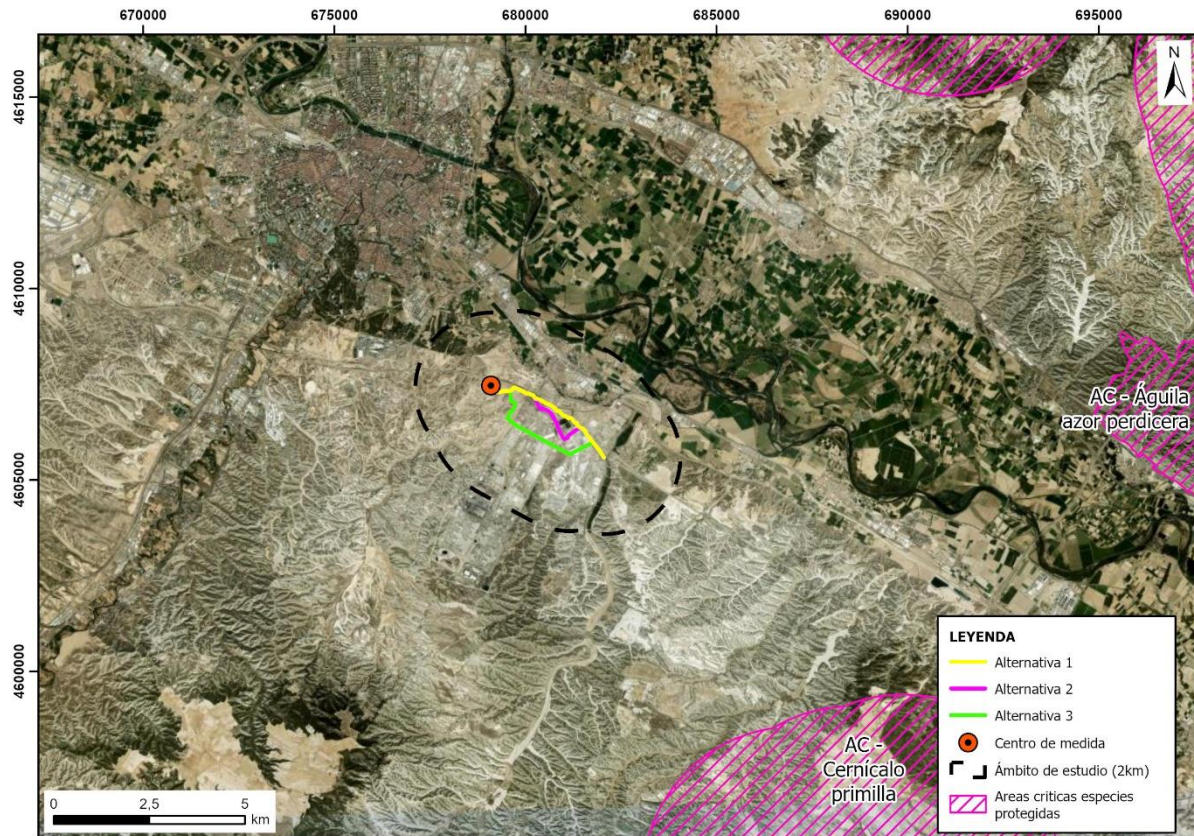 670000
675000
680000
685000
690000
695000
4615000
4610000
4605000
4600000
N
AC - Águila
azor perdicera
AC -
Cernícalo
primilla
LEYENDA
Alternativa 1
Alternativa 2
Alternativa 3
Centro de medida
Ámbito de estudio (2km)
Areas criticas especies
protegidas
0 2,5 5
km